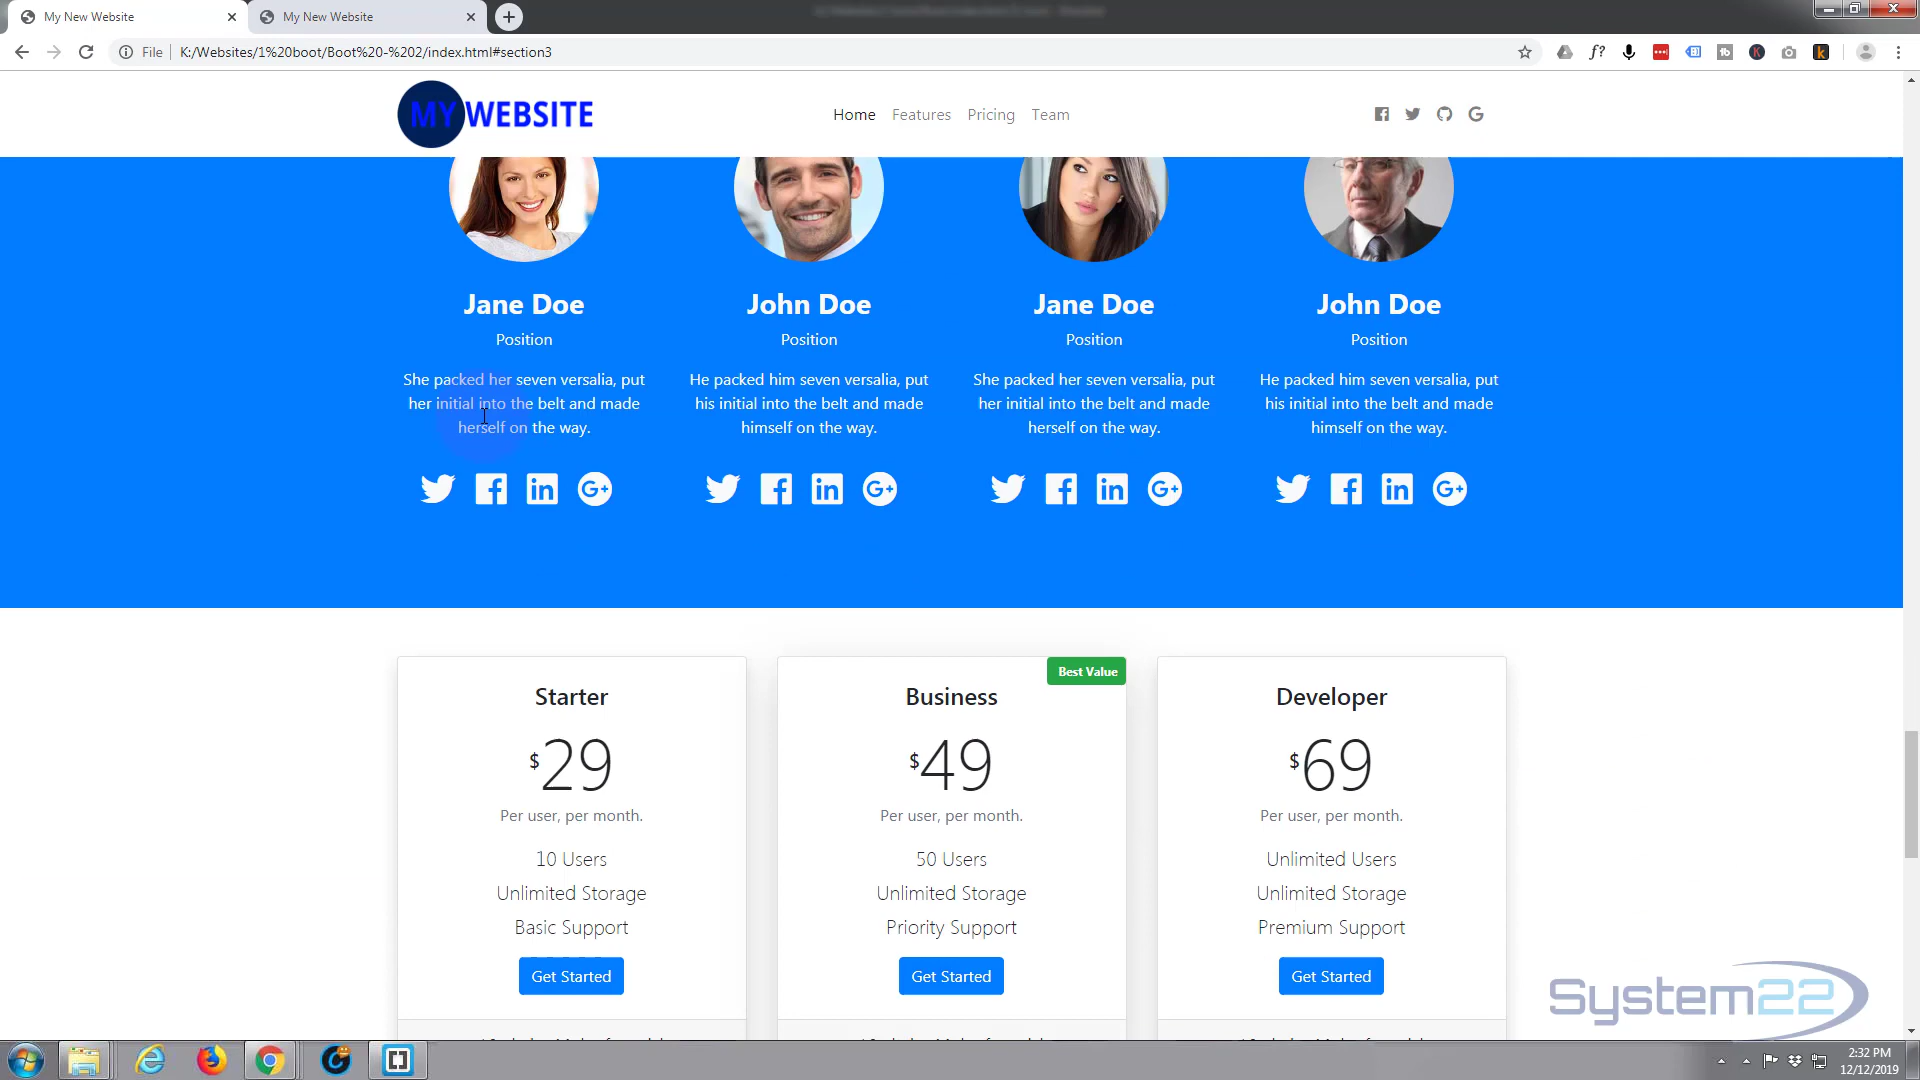 My New Website
My New Website
File
K:/Websites/1%20boot/Boot%20-%202/index.html#section3
MY WEBSITE
Home Features Pricing Team
Jane Doe
Position
She packed her seven versalia, put
her initial into the belt and made
herself on the way.
John Doe
Position
He packed him seven versalia, put
his initial into the belt and made
himself on the way.
Jane Doe
Position
She packed her seven versalia, put
her initial into the belt and made
herself on the way.
John Doe
Position
He packed him seven versalia, put
his initial into the belt and made
himself on the way.
Starter
$29
Per user, per month.
10 Users
Unlimited Storage
Basic Support
Get Started
Best Value
Business
$49
Per user, per month.
50 Users
Unlimited Storage
Priority Support
Get Started
Developer
$69
Per user, per month.
Unlimited Users
Unlimited Storage
Premium Support
Get Started
System22
2:32 PM
12/12/2019